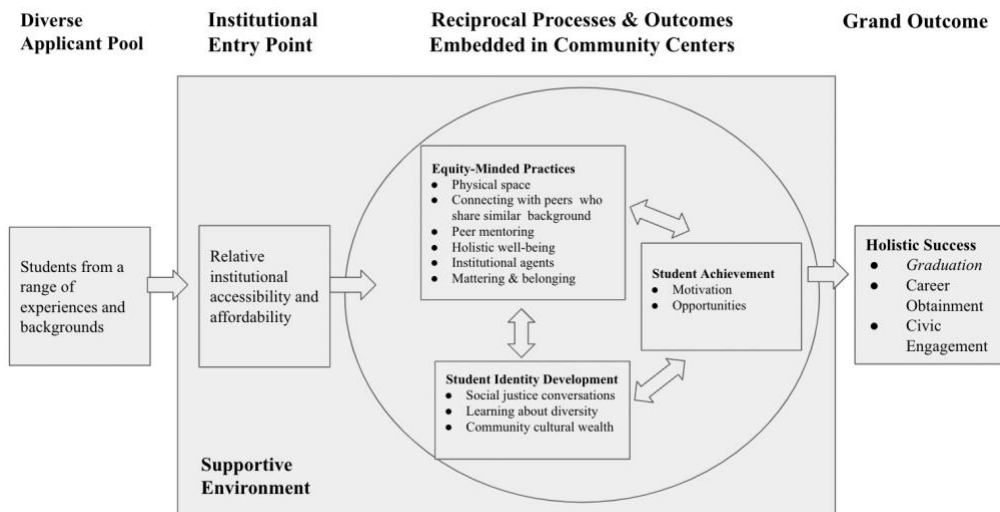 Diverse
Applicant Pool
Institutional
Entry Point
Reciprocal Processes & Outcomes
Embedded in Community Centers
Grand Outcome
Students from a
range of
experiences and
backgrounds
Relative
institutional
accessibility and
affordability
Equity-Minded Practices
● Physical space
● Connecting with peers who
share similar background
● Peer mentoring
● Holistic well-being
● Institutional agents
● Mattering & belonging
Student Achievement
● Motivation
● Opportunities
Student Identity Development
● Social justice conversations
● Learning about diversity
● Community cultural wealth
Holistic Success
● Graduation
● Career
Obtainment
● Civic
Engagement
Supportive
Environment